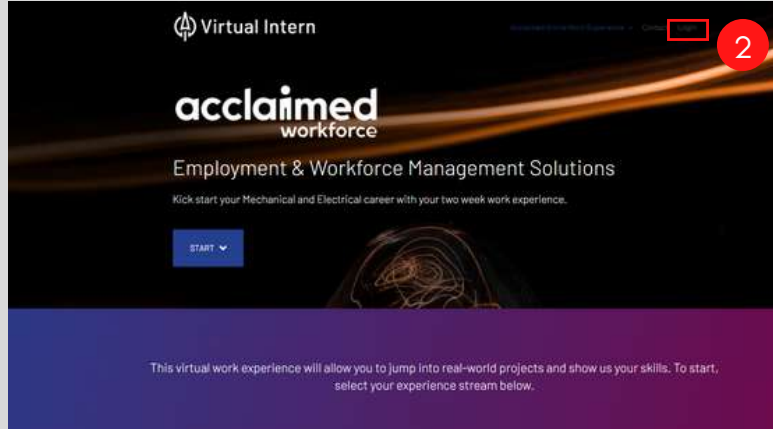 Virtual Intern
Contact Login
2
acclaimed
workforce
Employment & Workforce Management Solutions
Kick start your Mechanical and Electrical career with your two week work experience.
START
This virtual work experience will allow you to jump into real-world projects and show us your skills. To start,
select your experience stream below.